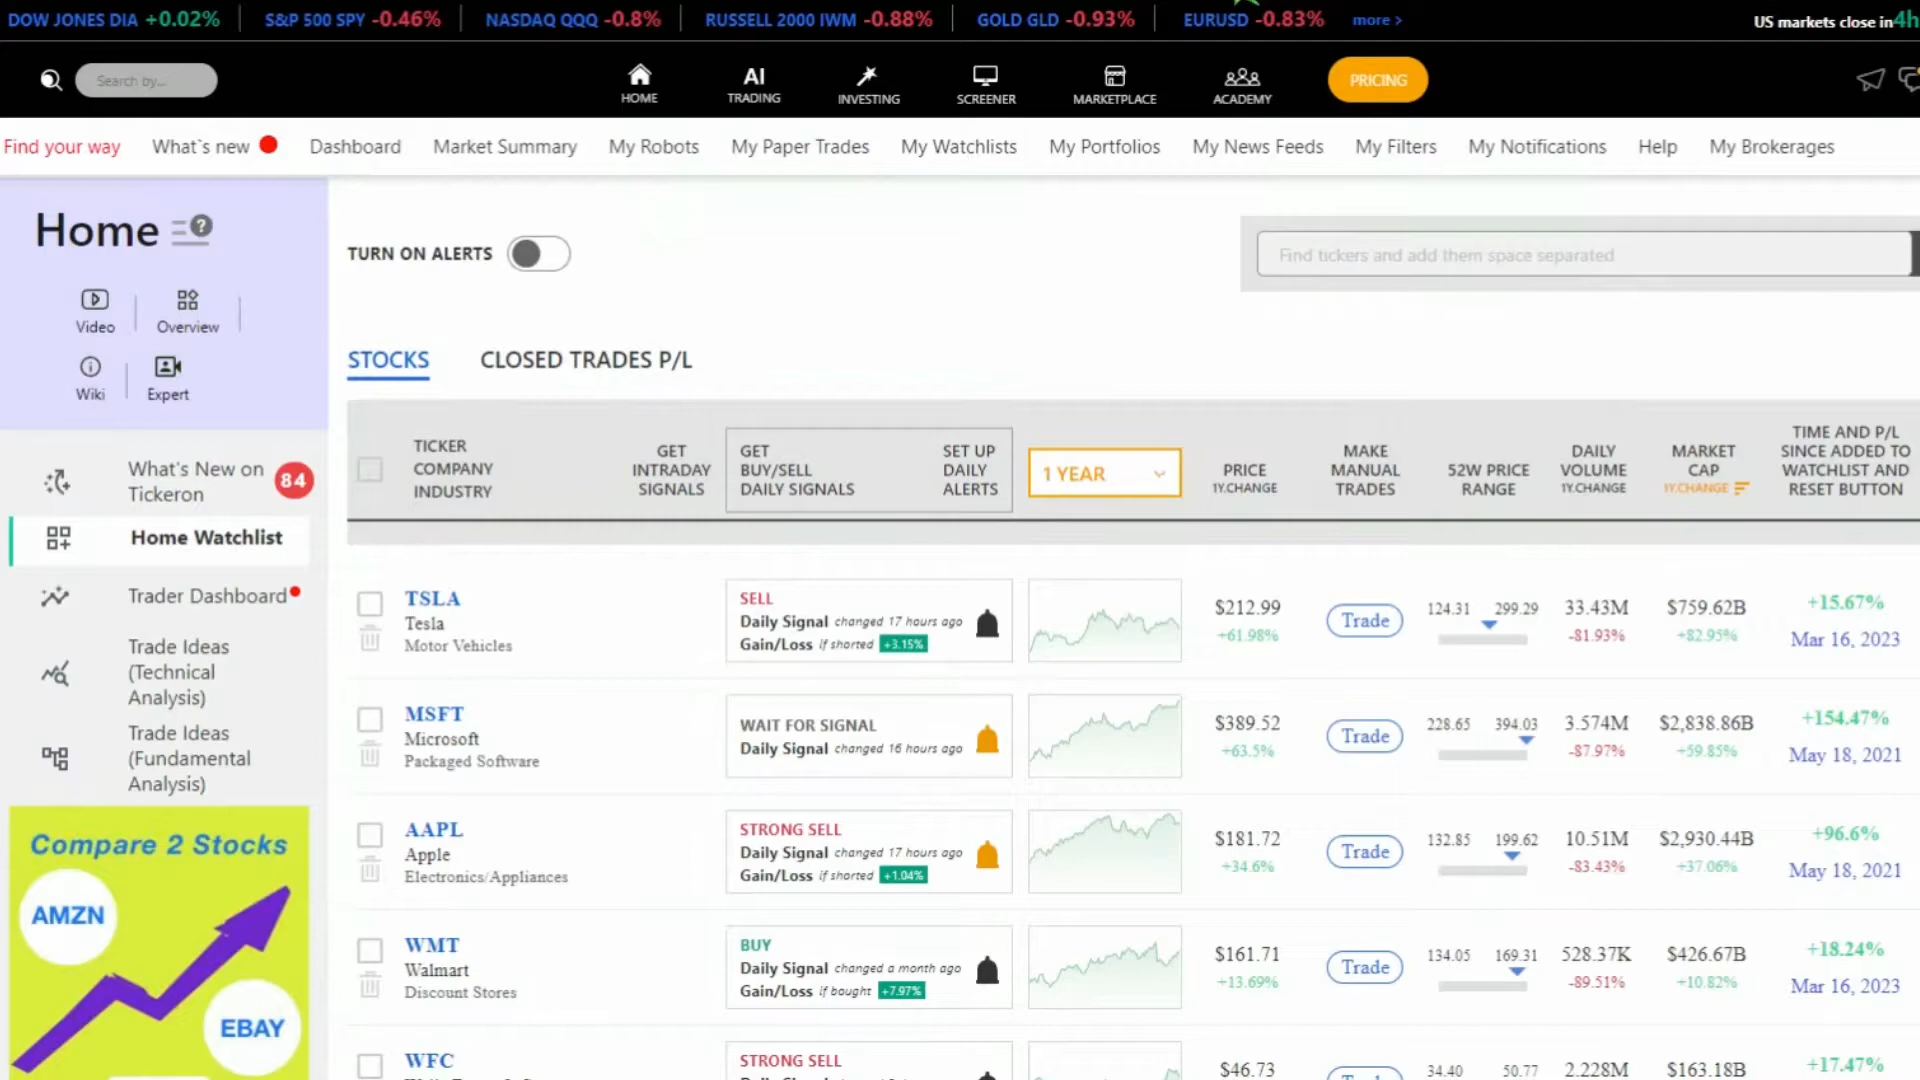 DOW JONES DIA +0.02% S&P 500 SPY -0.46% NASDAQ QQQ -0.8% RUSSELL 2000 IWM -0.88% GOLD GLD -0.93% EURUSD -0.83% more > US markets close in 4h
Search by...
HOME
AI
TRADING
INVESTING
SCREENER
MARKETPLACE
ACADEMY
PRICING
Find your way What`s new Dashboard Market Summary My Robots My Paper Trades My Watchlists My Portfolios My News Feeds My Filters My Notifications Help My Brokerages
Home ?
Video Overview
Wiki Expert
What's New on
Tickeron
84
Home Watchlist
Trader Dashboard
Trade Ideas
(Technical
Analysis)
Trade Ideas
(Fundamental
Analysis)
Compare 2 Stocks
AMZN
EBAY
TURN ON ALERTS
Find tickers and add them space separated
STOCKS CLOSED TRADES P/L
TICKER
COMPANY
INDUSTRY
GET
INTRADAY
SIGNALS
GET
BUY/SELL
DAILY SIGNALS
SET UP
DAILY
ALERTS
1 YEAR
PRICE
1Y.CHANGE
MAKE
MANUAL
TRADES
52W PRICE
RANGE
DAILY
VOLUME
1Y.CHANGE
MARKET
CAP
1Y.CHANGE
TIME AND P/L
SINCE ADDED TO
WATCHLIST AND
RESET BUTTON
TSLA
Tesla
Motor Vehicles
SELL
Daily Signal changed 17 hours ago
Gain/Loss if shorted +3.15%
$212.99
+61.98%
Trade
124.31 299.29
33.43M
-81.93%
$759.62B
+82.95%
+15.67%
Mar 16, 2023
MSFT
Microsoft
Packaged Software
WAIT FOR SIGNAL
Daily Signal changed 16 hours ago
$389.52
+63.5%
Trade
228.65 394.03
3.574M
-87.97%
$2,838.86B
+59.85%
+154.47%
May 18, 2021
AAPL
Apple
Electronics/Appliances
STRONG SELL
Daily Signal changed 17 hours ago
Gain/Loss if shorted +1.04%
$181.72
+34.6%
Trade
132.85 199.62
10.51M
-83.43%
$2,930.44B
+37.06%
+96.6%
May 18, 2021
WMT
Walmart
Discount Stores
BUY
Daily Signal changed a month ago
Gain/Loss if bought +7.97%
$161.71
+13.69%
Trade
134.05 169.31
528.37K
-89.51%
$426.67B
+10.82%
+18.24%
Mar 16, 2023
WFC
STRONG SELL
$46.73
34.40 50.77
2.228M
$163.18B
+17.47%